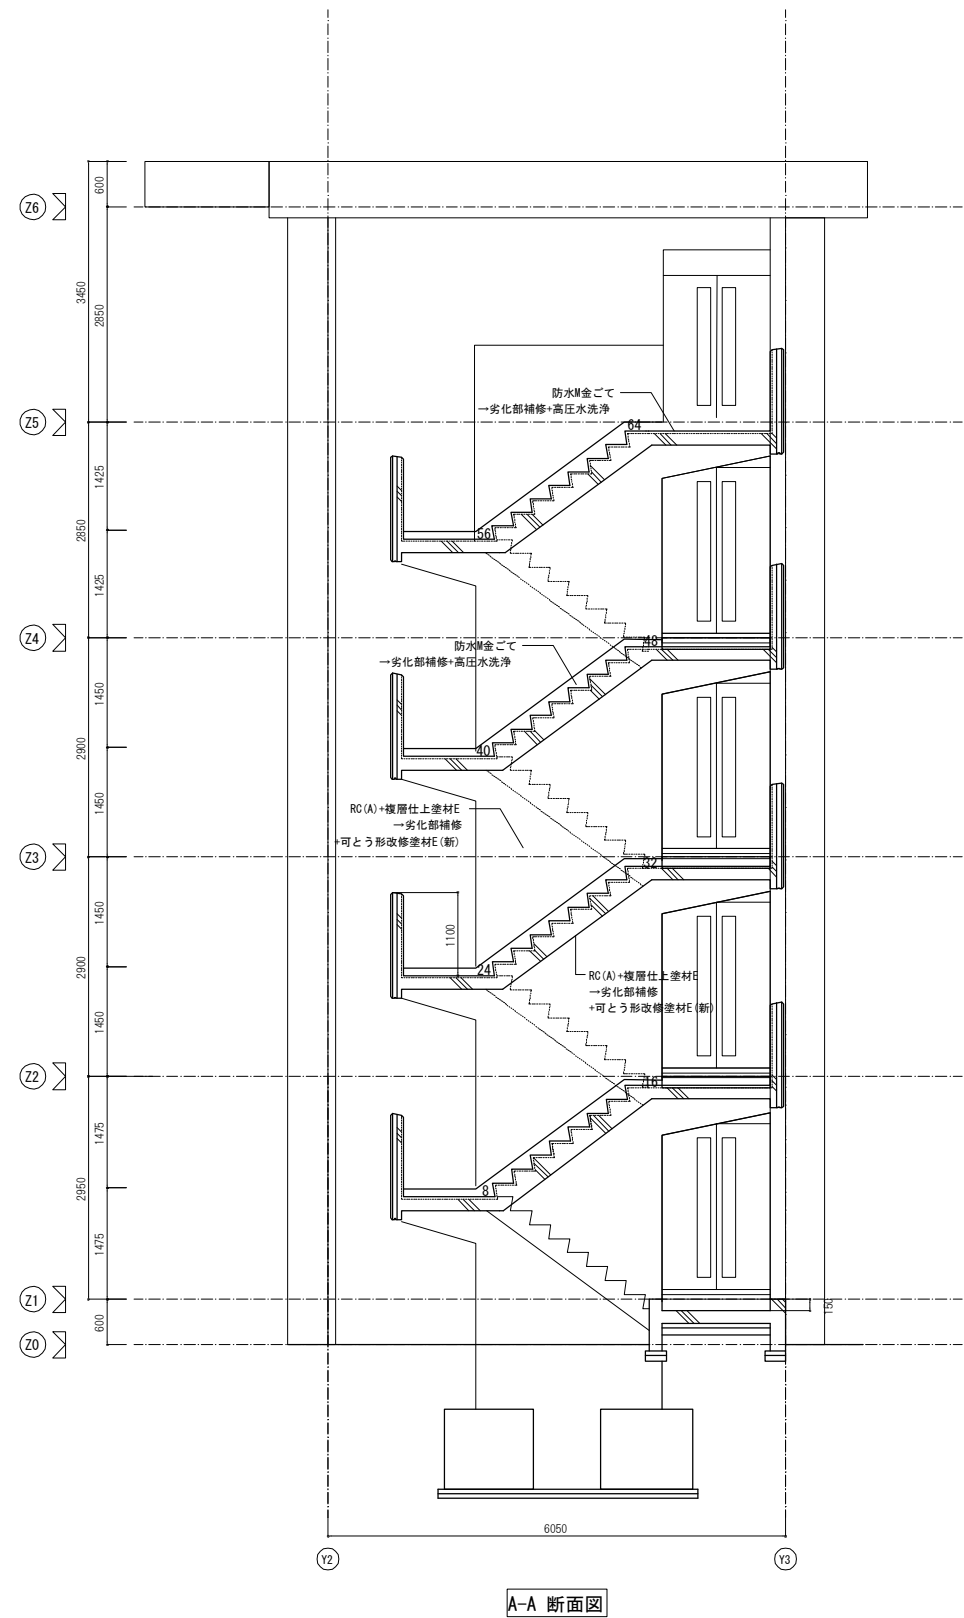 600
Z6
3450
2850
防水M金ごて
→劣化部補修+高圧水洗浄
Z5
64
1425
2850
56
1425
Z4
48
防水M金ごて
→劣化部補修+高圧水洗浄
1450
2900
40
1450
RC(A)+複層仕上塗材E
→劣化部補修
+可とう形改修塗材E(新)
Z3
32
1450
1100
2900
24
RC(A)+複層仕上塗材E
→劣化部補修
+可とう形改修塗材E(新)
1450
Z2
16
1475
2950
8
1475
Z1
150
600
Z0
6050
Y2
Y3
A-A 断面図